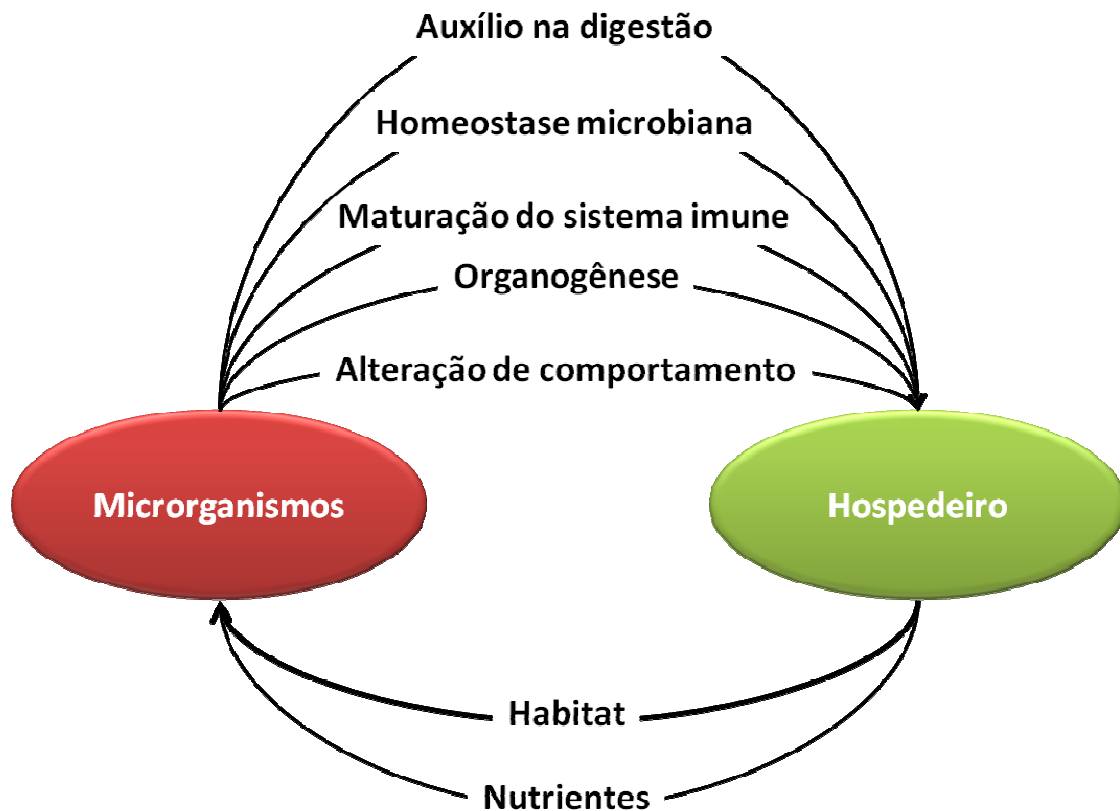 Auxílio na digestão
Homeostase microbiana
Maturação do sistema imune
Organogênese
Alteração de comportamento
Microrganismos
Hospedeiro
Habitat
Nutrientes